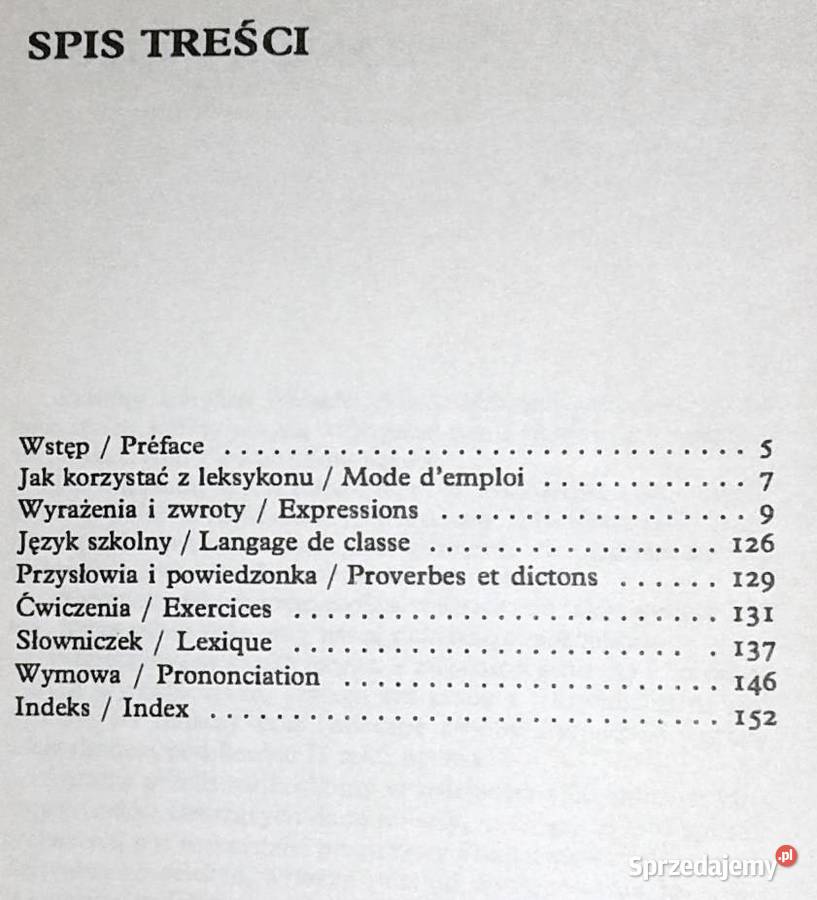 SPIS TREŚCI
Wstęp / Préface . . . . . . . . . . . . . . . . . . . . . . . . . . . . . . . 5
Jak korzystać z leksykonu / Mode d'emploi . . . . . . . . . . . . 7
Wyrażenia i zwroty / Expressions . . . . . . . . . . . . . . . . . . 9
Język szkolny / Langage de classe . . . . . . . . . . . . . . . . . 126
Przysłowia i powiedzonka / Proverbes et dictons . . . . . . 129
Ćwiczenia / Exercices . . . . . . . . . . . . . . . . . . . . . . . . . 131
Słowniczek / Lexique . . . . . . . . . . . . . . . . . . . . . . . . . 137
Wymowa / Prononciation . . . . . . . . . . . . . . . . . . . . . . 146
Indeks / Index . . . . . . . . . . . . . . . . . . . . . . . . . . . . . . 152
Sprzedajemy.pl